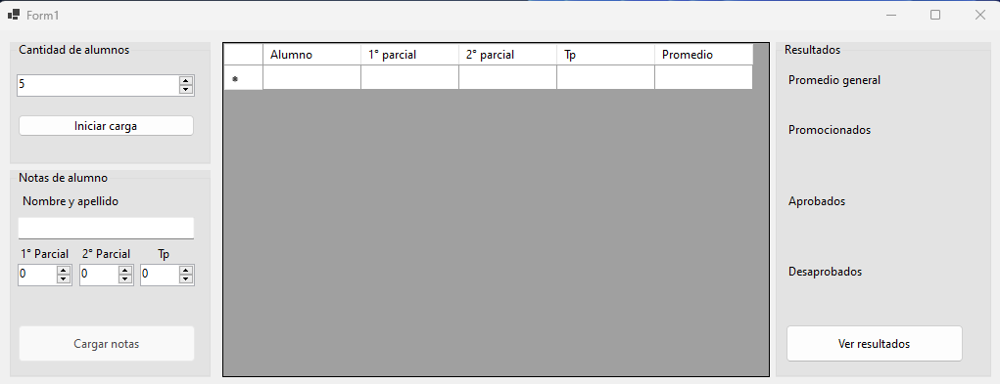 Form1
Cantidad de alumnos
5
Iniciar carga
Notas de alumno
Nombre y apellido
1° Parcial 2° Parcial Tp
0 0 0
Cargar notas
Alumno 1° parcial 2° parcial Tp Promedio
*
Resultados
Promedio general
Promocionados
Aprobados
Desaprobados
Ver resultados